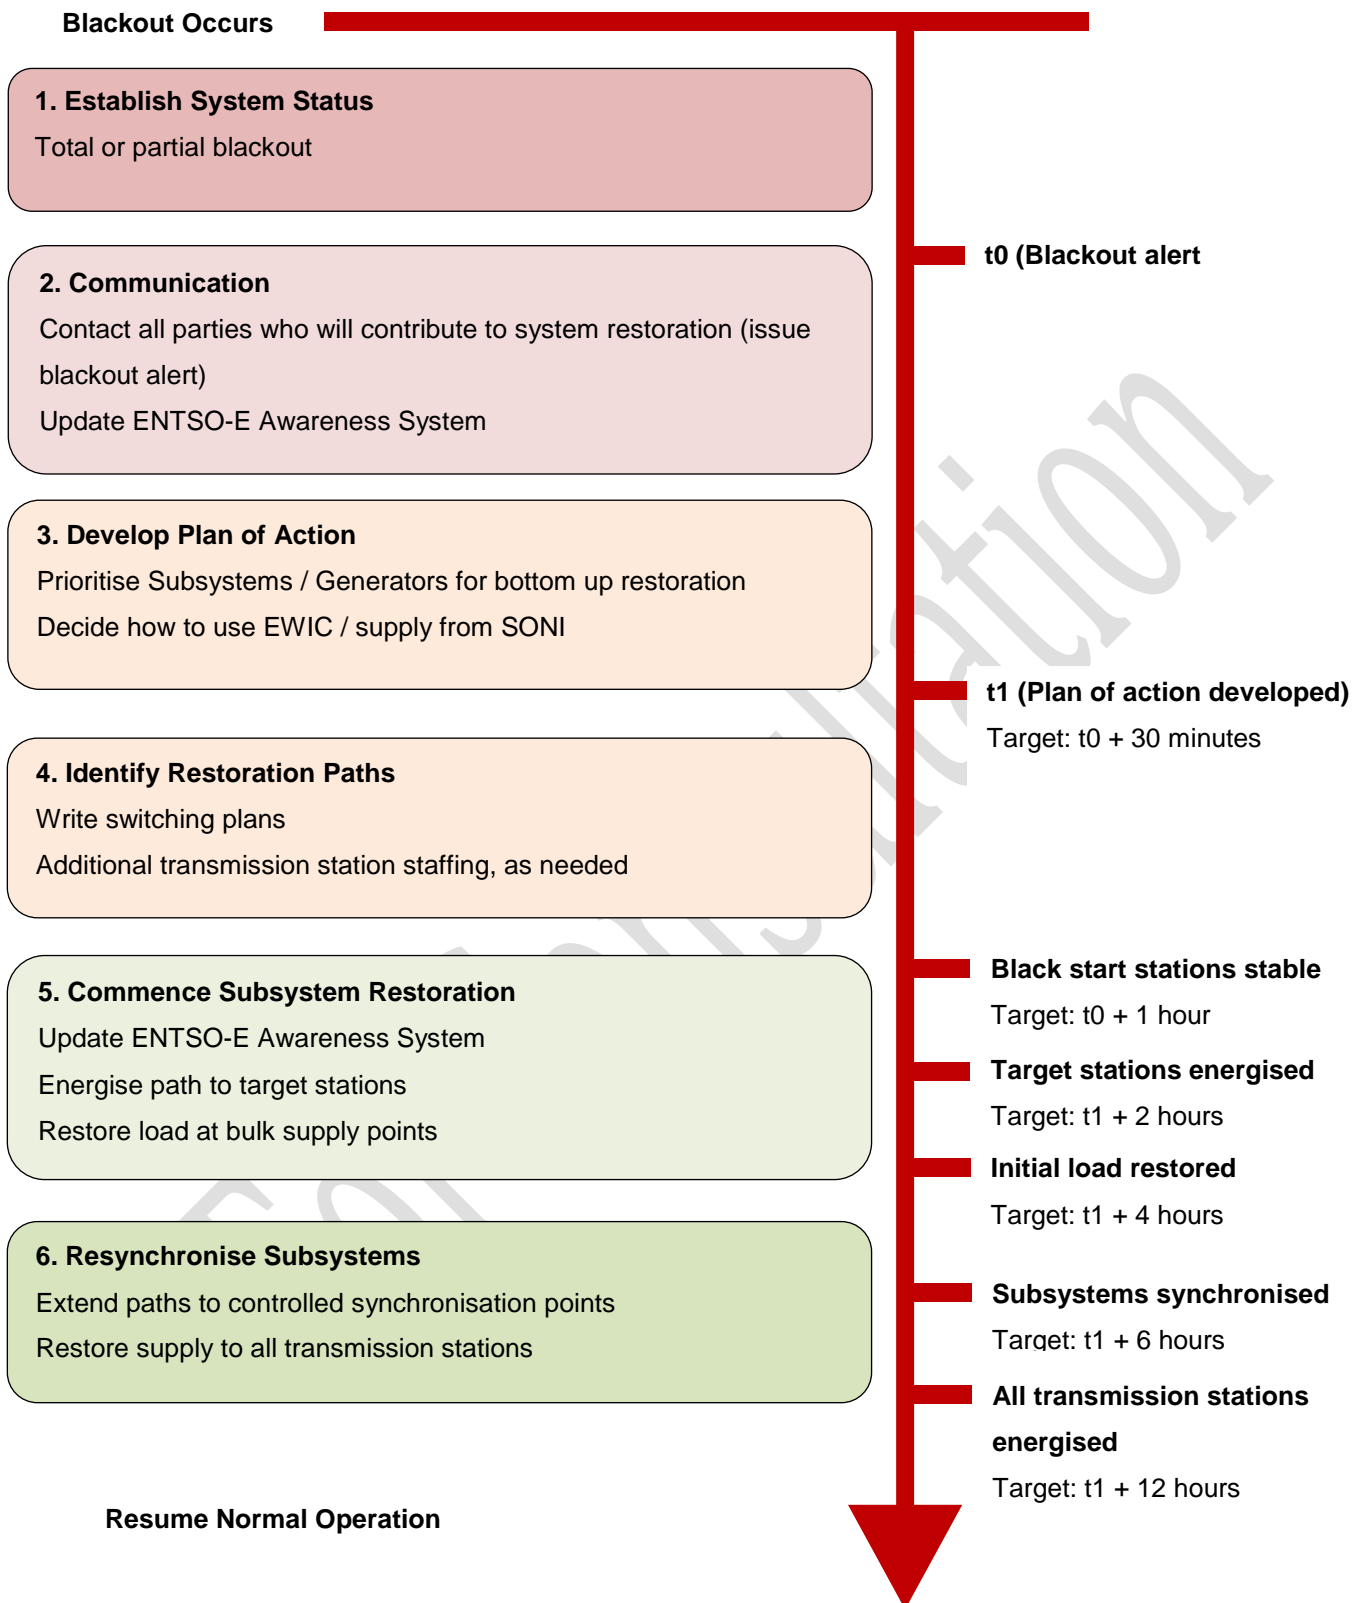 Blackout Occurs
1. Establish System Status
Total or partial blackout
t0 (Blackout alert
2. Communication
Contact all parties who will contribute to system restoration (issue
blackout alert)
Update ENTSO-E Awareness System
3. Develop Plan of Action
Prioritise Subsystems / Generators for bottom up restoration
Decide how to use EWIC / supply from SONI
t1 (Plan of action developed)
Target: t0 + 30 minutes
4. Identify Restoration Paths
Write switching plans
Additional transmission station staffing, as needed
5. Commence Subsystem Restoration
Update ENTSO-E Awareness System
Energise path to target stations
Restore load at bulk supply points
Black start stations stable
Target: t0 + 1 hour
Target stations energised
Target: t1 + 2 hours
Initial load restored
Target: t1 + 4 hours
6. Resynchronise Subsystems
Extend paths to controlled synchronisation points
Restore supply to all transmission stations
Subsystems synchronised
Target: t1 + 6 hours
All transmission stations
energised
Target: t1 + 12 hours
Resume Normal Operation